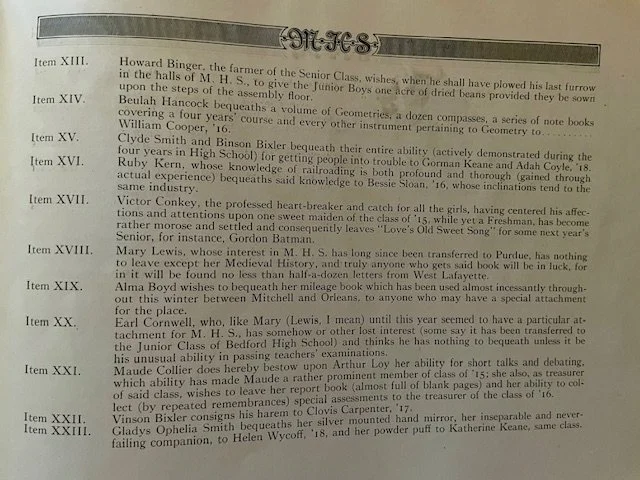 M·H·S
Item XIII. Howard Binger, the farmer of the Senior Class, wishes, when he shall have plowed his last furrow
in the halls of M. H. S., to give the Junior Boys one acre of dried beans provided they be sown
upon the steps of the assembly floor.
Item XIV. Beulah Hancock bequeaths a volume of Geometries, a dozen compasses, a series of note books
covering a four years' course and every other instrument pertaining to Geometry to..........
William Cooper, '16.
Item XV. Clyde Smith and Binson Bixler bequeath their entire ability (actively demonstrated during the
four years in High School) for getting people into trouble to Gorman Keane and Adah Coyle, '18.
Item XVI. Ruby Kern, whose knowledge of railroading is both profound and thorough (gained through
actual experience) bequeaths said knowledge to Bessie Sloan, '16, whose inclinations tend to the
same industry.
Item XVII. Victor Conkey, the professed heart-breaker and catch for all the girls, having centered his affec-
tions and attentions upon one sweet maiden of the class of '15, while yet a Freshman, has become
rather morose and settled and consequently leaves "Love's Old Sweet Song" for some next year's
Senior, for instance, Gordon Batman.
Item XVIII. Mary Lewis, whose interest in M. H. S. has long since been transferred to Purdue, has nothing
to leave except her Medieval History, and truly anyone who gets said book will be in luck, for
in it will be found no less than half-a-dozen letters from West Lafayette.
Item XIX. Alma Boyd wishes to bequeath her mileage book which has been used almost incessantly through-
out this winter between Mitchell and Orleans, to anyone who may have a special attachment
for the place.
Item XX. Earl Cornwell, who, like Mary (Lewis, I mean) until this year seemed to have a particular at-
tachment for M. H. S., has somehow or other lost interest (some say it has been transferred to
the Junior Class of Bedford High School) and thinks he has nothing to bequeath unless it be
his unusual ability in passing teachers' examinations.
Item XXI. Maude Collier does hereby bestow upon Arthur Loy her ability for short talks and debating,
which ability has made Maude a rather prominent member of class of '15; she also, as treasurer
of said class, wishes to leave her report book (almost full of blank pages) and her ability to col-
lect (by repeated remembrances) special assessments to the treasurer of the class of '16.
Item XXII. Vinson Bixler consigns his harem to Clovis Carpenter, '17.
Item XXIII. Gladys Ophelia Smith bequeaths her silver mounted hand mirror, her inseparable and never-
failing companion, to Helen Wycoff, '18, and her powder puff to Katherine Keane, same class.